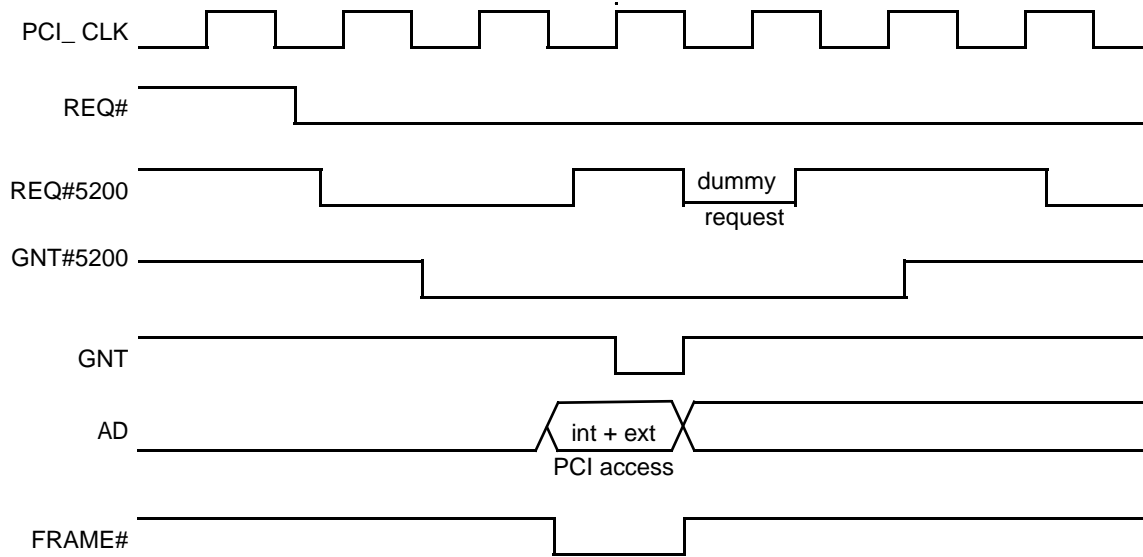 PCI_ CLK
REQ#
REQ#5200
dummy
request
GNT#5200
GNT
AD
int + ext
PCI access
FRAME#